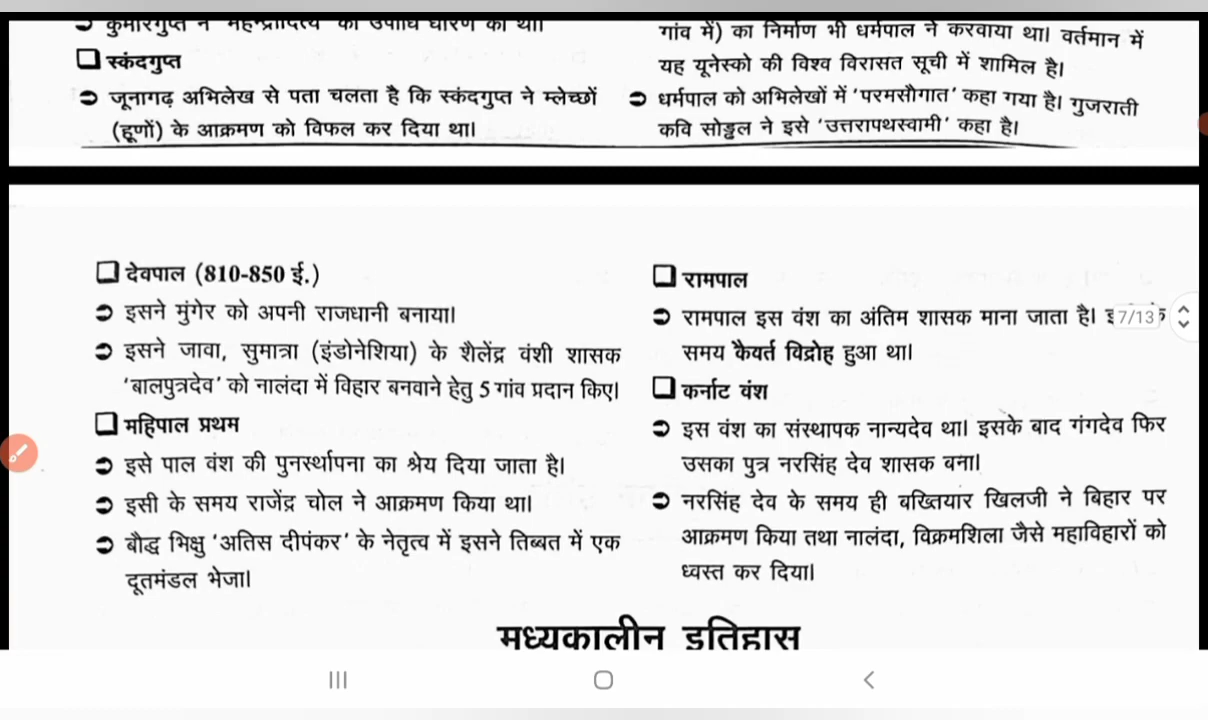 कुमारगुप्त ने महेन्द्रादित्य की उपाधि धारण की थी।
स्कंदगुप्त
जूनागढ़ अभिलेख से पता चलता है कि स्कंदगुप्त ने म्लेच्छों
(हूणों) के आक्रमण को विफल कर दिया था।
गांव में) का निर्माण भी धर्मपाल ने करवाया था। वर्तमान में
यह यूनेस्को की विश्व विरासत सूची में शामिल है।
धर्मपाल को अभिलेखों में 'परमसौगात' कहा गया है। गुजराती
कवि सोड्ढल ने इसे 'उत्तरापथस्वामी' कहा है।
देवपाल (810-850 ई.)
इसने मुंगेर को अपनी राजधानी बनाया।
इसने जावा, सुमात्रा (इंडोनेशिया) के शैलेंद्र वंशी शासक
'बालपुत्रदेव' को नालंदा में विहार बनवाने हेतु 5 गांव प्रदान किए।
महिपाल प्रथम
इसे पाल वंश की पुनर्स्थापना का श्रेय दिया जाता है।
इसी के समय राजेंद्र चोल ने आक्रमण किया था।
बौद्ध भिक्षु 'अतिस दीपंकर' के नेतृत्व में इसने तिब्बत में एक
दूतमंडल भेजा।
रामपाल
रामपाल इस वंश का अंतिम शासक माना जाता है।
7/13
समय कैवर्त विद्रोह हुआ था।
कर्नाट वंश
इस वंश का संस्थापक नान्यदेव था। इसके बाद गंगदेव फिर
उसका पुत्र नरसिंह देव शासक बना।
नरसिंह देव के समय ही बख्तियार खिलजी ने बिहार पर
आक्रमण किया तथा नालंदा, विक्रमशिला जैसे महाविहारों को
ध्वस्त कर दिया।
मध्यकालीन इतिहास